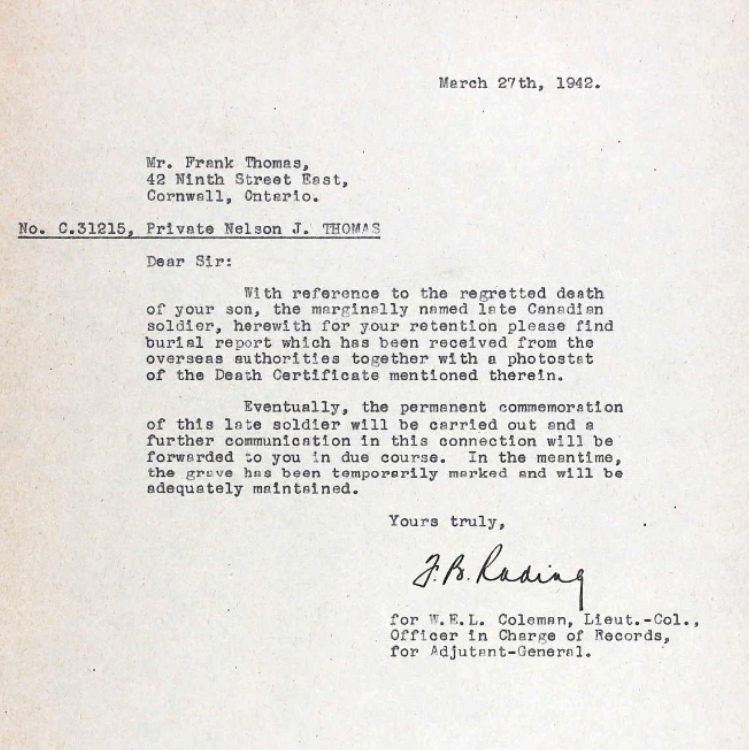 March 27th, 1942.
Mr. Frank Thomas,
42 Ninth Street East,
Cornwall, Ontario.
No. C.31215, Private Nelson J. THOMAS
Dear Sir:
With reference to the regretted death
of your son, the marginally named late Canadian
soldier, herewith for your retention please find
burial report which has been received from the
overseas authorities together with a photostat
of the Death Certificate mentioned therein.
Eventually, the permanent commemoration
of this late soldier will be carried out and a
further communication in this connection will be
forwarded to you in due course. In the meantime,
the grave has been temporarily marked and will be
adequately maintained.
Yours truly,
F.B. Rading
for W.E.L. Coleman, Lieut.-Col.,
Officer in Charge of Records,
for Adjutant-General.